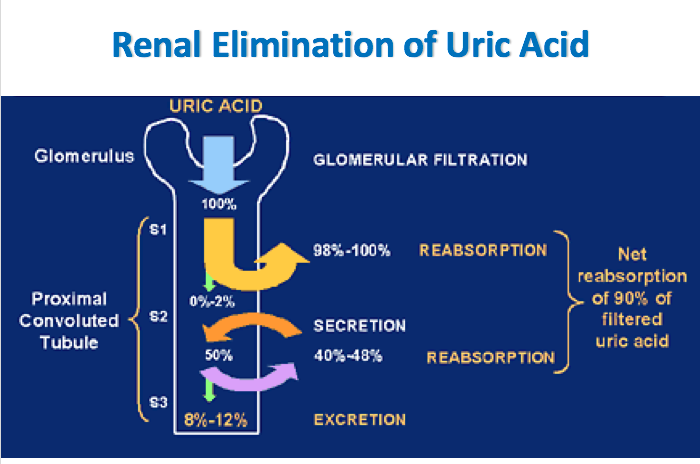 Renal Elimination of Uric Acid
URIC ACID
Glomerulus
GLOMERULAR FILTRATION
100%
S1
98%-100%
REABSORPTION
Net
reabsorption
of 90% of
filtered
uric acid
0%-2%
Proximal
Convoluted
Tubule
S2
SECRETION
50%
40%-48%
REABSORPTION
S3
8%-12%
EXCRETION